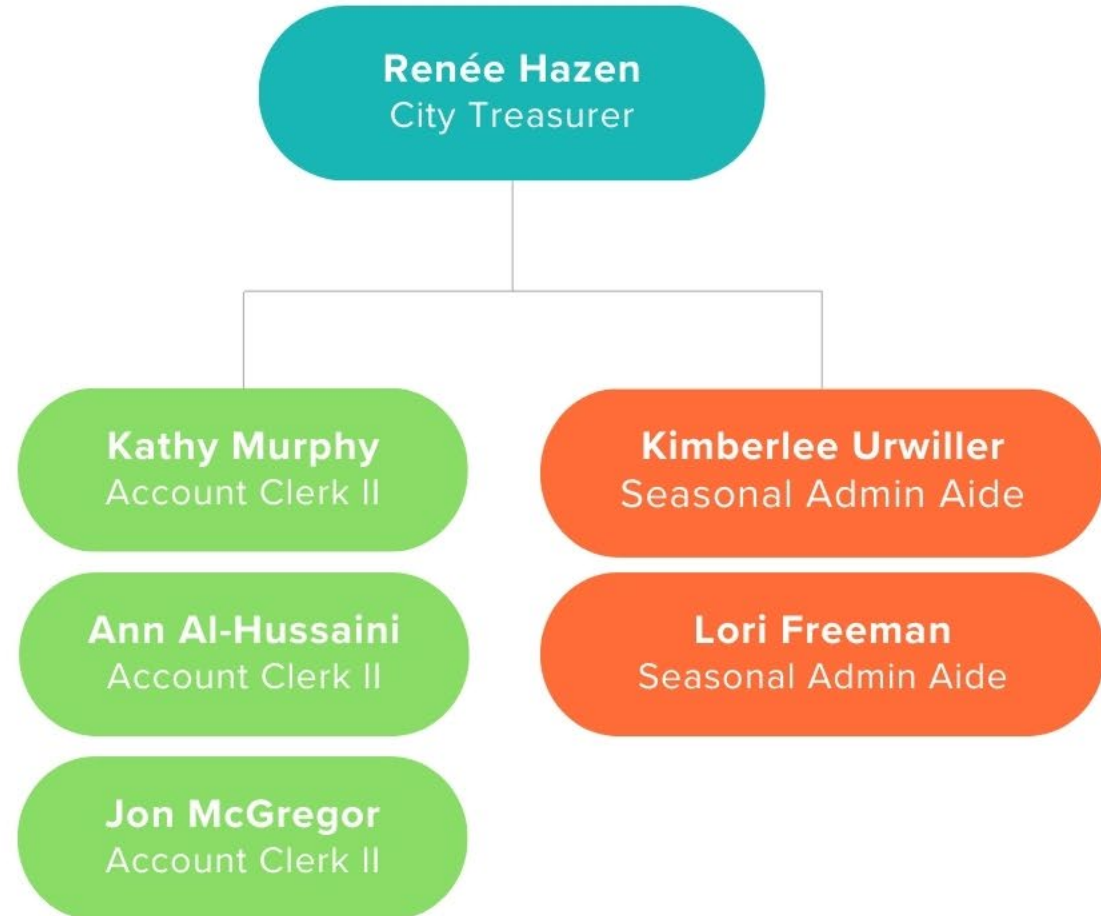 Renée Hazen
City Treasurer
Kathy Murphy
Account Clerk II
Ann Al-Hussaini
Account Clerk II
Jon McGregor
Account Clerk II
Kimberlee Urwiller
Seasonal Admin Aide
Lori Freeman
Seasonal Admin Aide